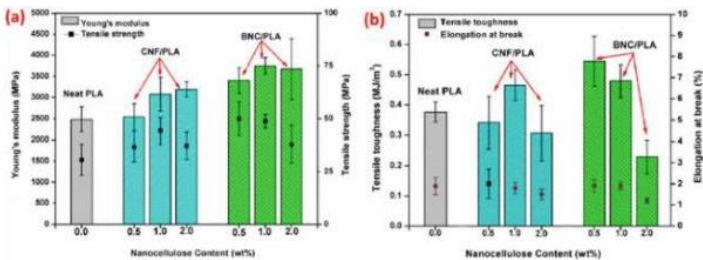 (a)
Young's modulus
Tensile strength
CNF/PLA
BNC/PLA
Neat PLA
Young's modulus (MPa)
5000
4500
4000
3500
3000
2500
2000
1500
1000
500
0
100
75
50
25
0
Tensile strength (MPa)
0.0
0.5
1.0
2.0
0.5
1.0
2.0
Nanocellulose Content (wt%)
(b)
Tensile toughness
Elongation at break
BNC/PLA
CNF/PLA
Neat PLA
Tensile toughness (MJ/m³)
0.7
0.6
0.5
0.4
0.3
0.2
0.1
0.0
10
9
8
7
6
5
4
3
2
1
0
Elongation at break (%)
0.0
0.5
1.0
2.0
0.5
1.0
2.0
Nanocellulose Content (wt%)